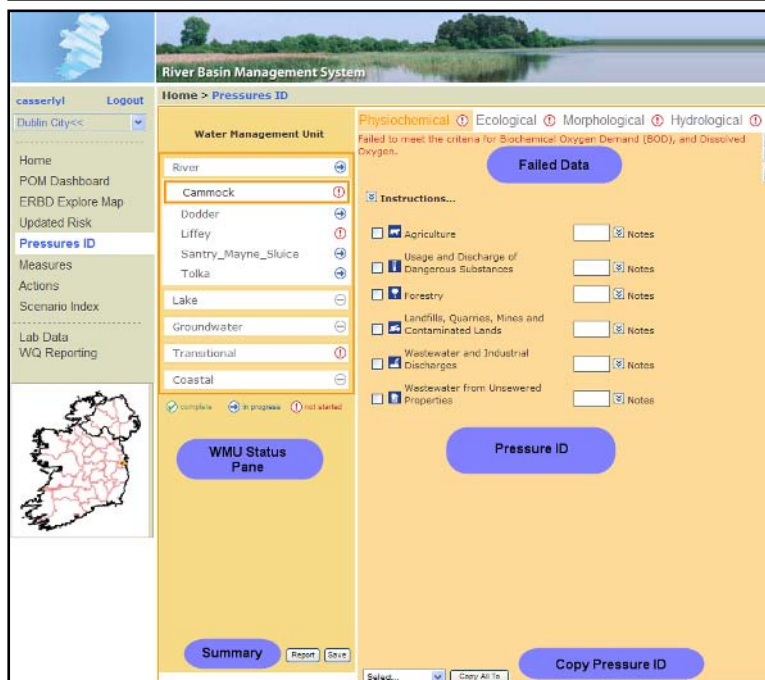 River Basin Management System
casserlyl Logout
Dublin City<<
Home
POM Dashboard
ERBD Explore Map
Updated Risk
Pressures ID
Measures
Actions
Scenario Index
Lab Data
WQ Reporting
Home > Pressures ID
Water Management Unit
River
Cammock
Dodder
Liffey
Santry_Mayne_Sluice
Tolka
Lake
Groundwater
Transitional
Coastal
complete in progress not started
WMU Status
Pane
Summary Report Save
Physiochemical Ecological Morphological Hydrological
Failed to meet the criteria for Biochemical Oxygen Demand (BOD), and Dissolved
Oxygen.
Failed Data
Instructions...
Agriculture Notes
Usage and Discharge of
Dangerous Substances Notes
Forestry Notes
Landfills, Quarries, Mines and
Contaminated Lands Notes
Wastewater and Industrial
Discharges Notes
Wastewater from Unsewered
Properties Notes
Pressure ID
Copy Pressure ID
Select... Copy All To